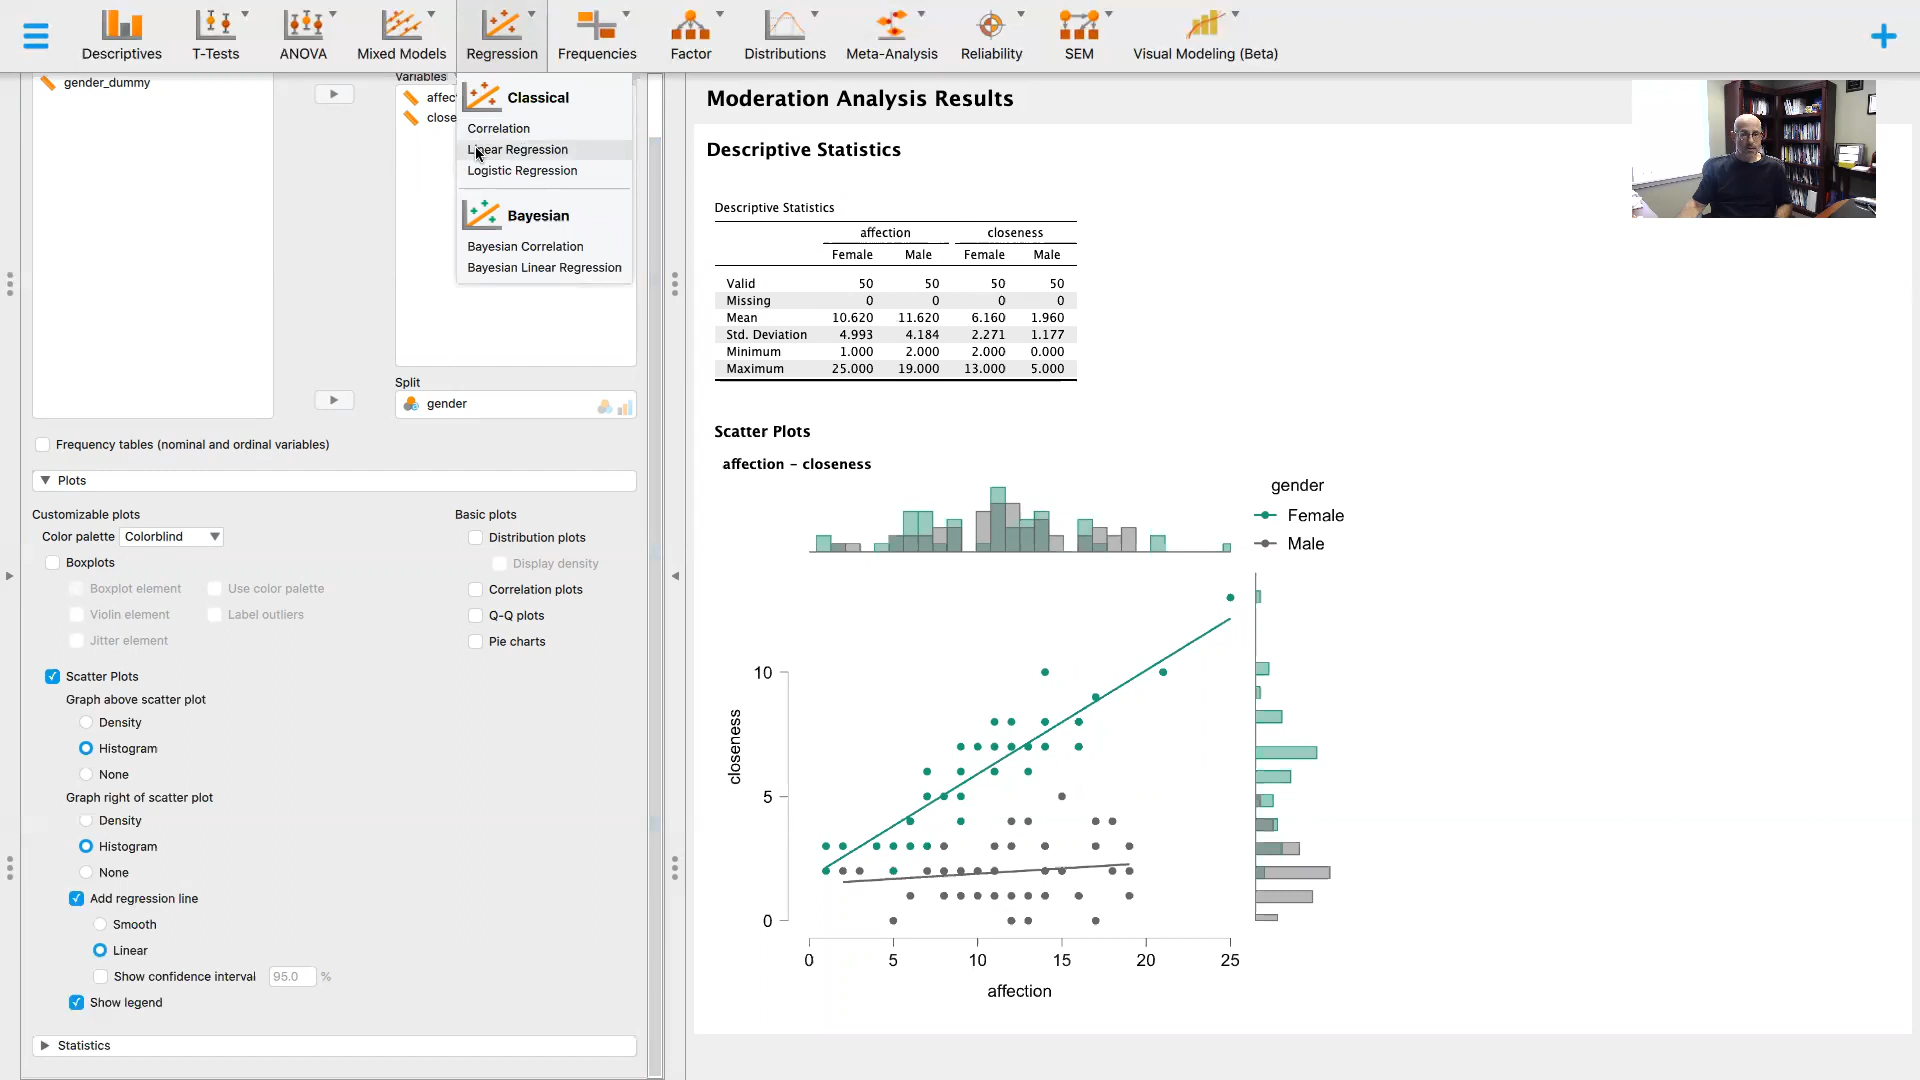 Descriptives
T-Tests
ANOVA
Mixed Models
Regression
Frequencies
Factor
Distributions
Meta-Analysis
Reliability
SEM
Visual Modeling (Beta)
gender_dummy
Variables
affec
close
Classical
Correlation
Linear Regression
Logistic Regression
Bayesian
Bayesian Correlation
Bayesian Linear Regression
Split
gender
Frequency tables (nominal and ordinal variables)
Plots
Customizable plots
Color palette Colorblind
Boxplots
Boxplot element Use color palette
Violin element Label outliers
Jitter element
Basic plots
Distribution plots
Display density
Correlation plots
Q-Q plots
Pie charts
Scatter Plots
Graph above scatter plot
Density
Histogram
None
Graph right of scatter plot
Density
Histogram
None
Add regression line
Smooth
Linear
Show confidence interval 95.0 %
Show legend
Statistics
Moderation Analysis Results
Descriptive Statistics
Descriptive Statistics
affection closeness
Female Male Female Male
Valid 50 50 50 50
Missing 0 0 0 0
Mean 10.620 11.620 6.160 1.960
Std. Deviation 4.993 4.184 2.271 1.177
Minimum 1.000 2.000 2.000 0.000
Maximum 25.000 19.000 13.000 5.000
Scatter Plots
affection – closeness
gender
Female
Male
10
5
0
closeness
0 5 10 15 20 25
affection